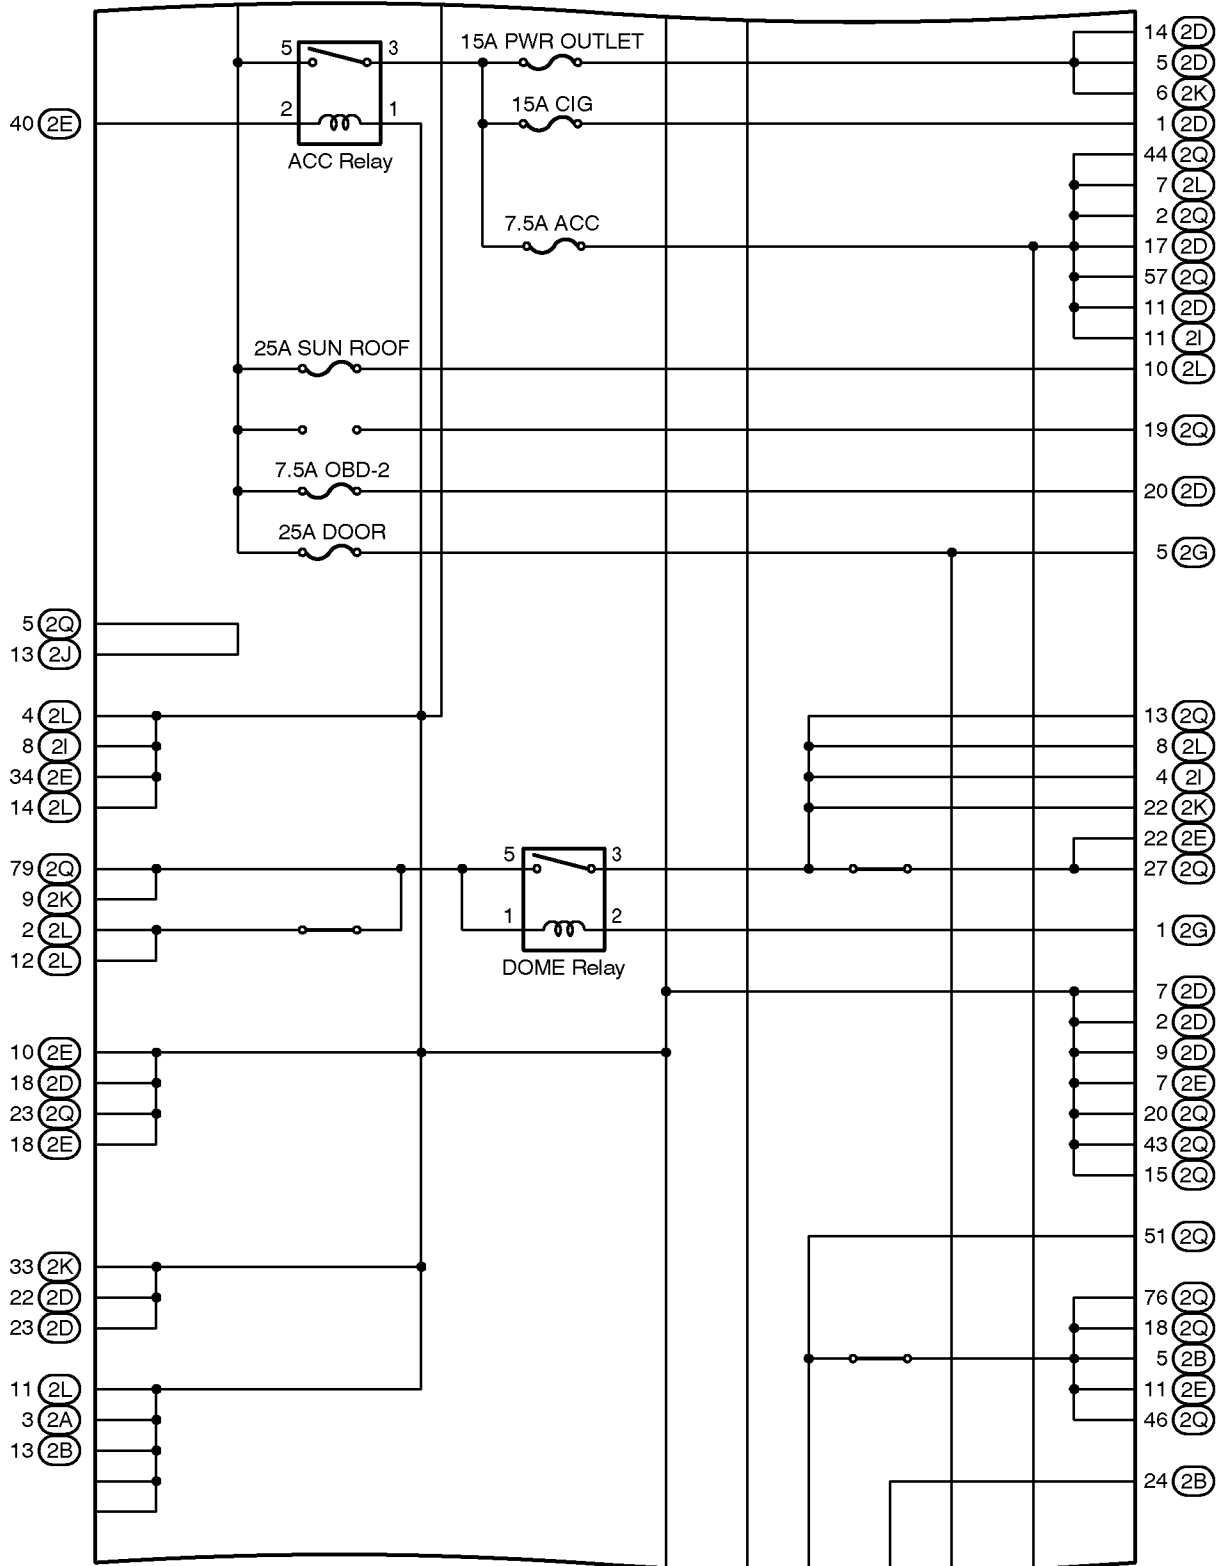 14 2D
5 3 15A PWR OUTLET 5 2D
6 2K
15A CIG
40 2E 2 1 1 2D
ACC Relay 44 2Q
7 2L
7.5A ACC 2 2Q
17 2D
57 2Q
11 2D
25A SUN ROOF 11 2I
10 2L
19 2Q
7.5A OBD-2
20 2D
25A DOOR
5 2G
5 2Q
13 2J
4 2L 13 2Q
8 2I 8 2L
34 2E 4 2I
14 2L 22 2K
22 2E
79 2Q 5 3 27 2Q
9 2K
2 2L 1 2 1 2G
12 2L DOME Relay
7 2D
2 2D
10 2E 9 2D
18 2D 7 2E
23 2Q 20 2Q
18 2E 43 2Q
15 2Q
51 2Q
33 2K
22 2D 76 2Q
23 2D 18 2Q
5 2B
11 2L 11 2E
3 2A 46 2Q
13 2B
24 2B